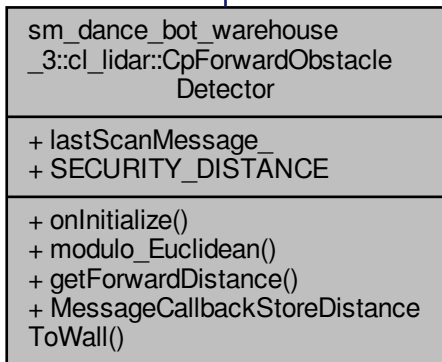 sm_dance_bot_warehouse
_3::cl_lidar::CpForwardObstacle
Detector
+ lastScanMessage_
+ SECURITY_DISTANCE
+ onInitialize()
+ modulo_Euclidean()
+ getForwardDistance()
+ MessageCallbackStoreDistance
ToWall()